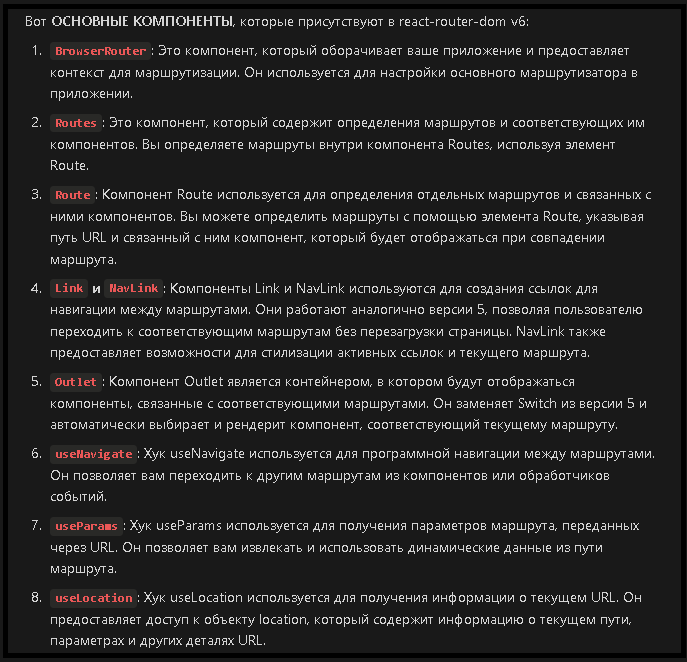 Вот ОСНОВНЫЕ КОМПОНЕНТЫ, которые присутствуют в react-router-dom v6:
1. BrowserRouter: Это компонент, который оборачивает ваше приложение и предоставляет
контекст для маршрутизации. Он используется для настройки основного маршрутизатора в
приложении.
2. Routes: Это компонент, который содержит определения маршрутов и соответствующих им
компонентов. Вы определяете маршруты внутри компонента Routes, используя элемент
Route.
3. Route: Компонент Route используется для определения отдельных маршрутов и связанных с
ними компонентов. Вы можете определить маршруты с помощью элемента Route, указывая
путь URL и связанный с ним компонент, который будет отображаться при совпадении
маршрута.
4. Link и NavLink: Компоненты Link и NavLink используются для создания ссылок для
навигации между маршрутами. Они работают аналогично версии 5, позволяя пользователю
переходить к соответствующим маршрутам без перезагрузки страницы. NavLink также
предоставляет возможности для стилизации активных ссылок и текущего маршрута.
5. Outlet: Компонент Outlet является контейнером, в котором будут отображаться
компоненты, связанные с соответствующими маршрутами. Он заменяет Switch из версии 5 и
автоматически выбирает и рендерит компонент, соответствующий текущему маршруту.
6. useNavigate: Хук useNavigate используется для программной навигации между маршрутами.
Он позволяет вам переходить к другим маршрутам из компонентов или обработчиков
событий.
7. useParams: Хук useParams используется для получения параметров маршрута, переданных
через URL. Он позволяет вам извлекать и использовать динамические данные из пути
маршрута.
8. useLocation: Хук useLocation используется для получения информации о текущем URL. Он
предоставляет доступ к объекту location, который содержит информацию о текущем пути,
параметрах и других деталях URL.